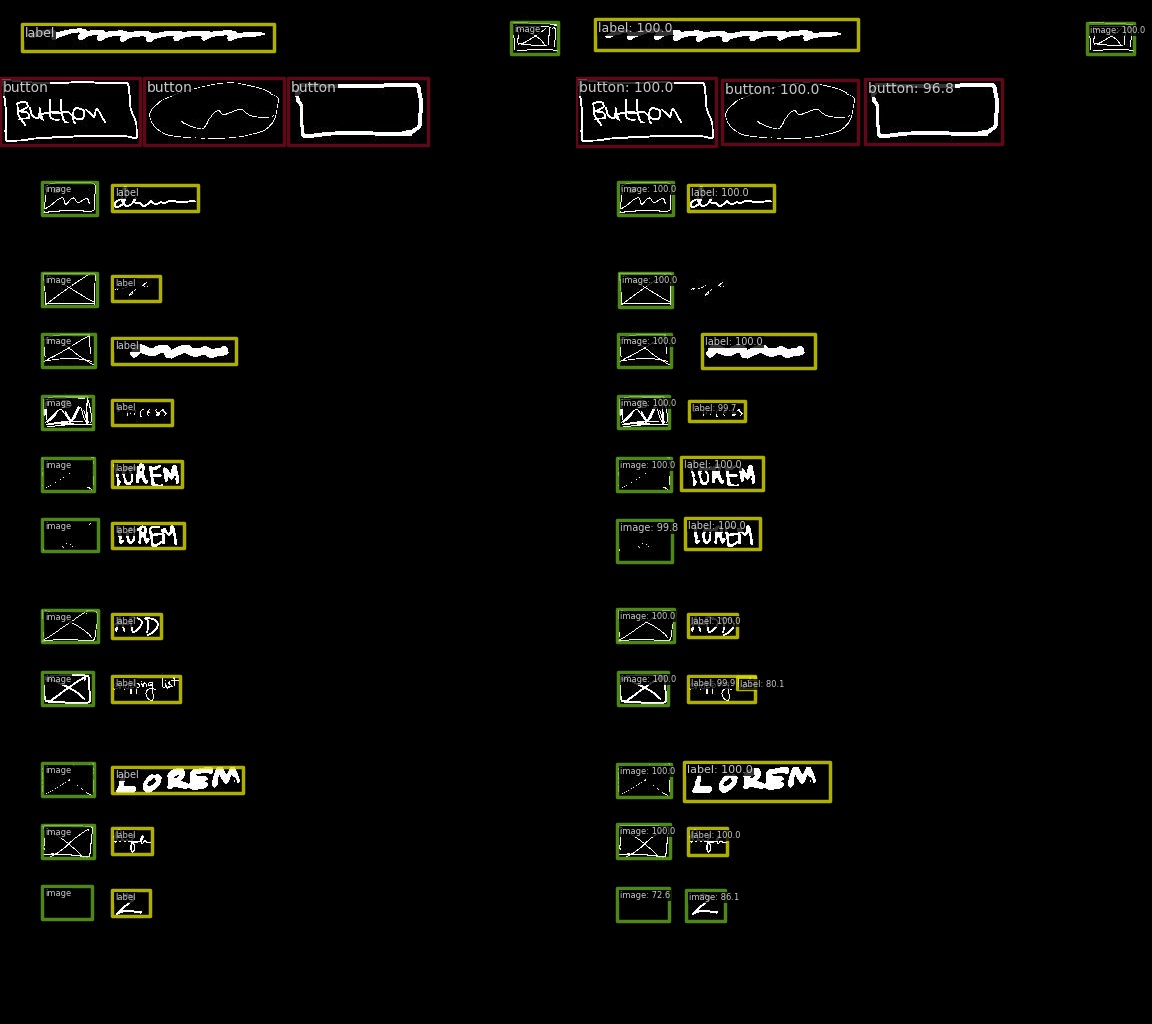 label label: 100.0
image image: 100.0
button button button button: 100.0 button: 100.0 button: 96.8
Button Button
image label image: 100.0 label: 100.0
image label image: 100.0
image label image: 100.0 label: 100.0
image label image: 100.0 label: 99.7
image label image: 100.0 label: 100.0
LOREM LOREM
image label image: 99.8 label: 100.0
LOREM LOREM
image label image: 100.0 label: 100.0
image label image: 100.0 label: 99.9 label: 80.1
list
image label image: 100.0 label: 100.0
LOREM LOREM
image label image: 100.0 label: 100.0
image label image: 72.6 image: 86.1